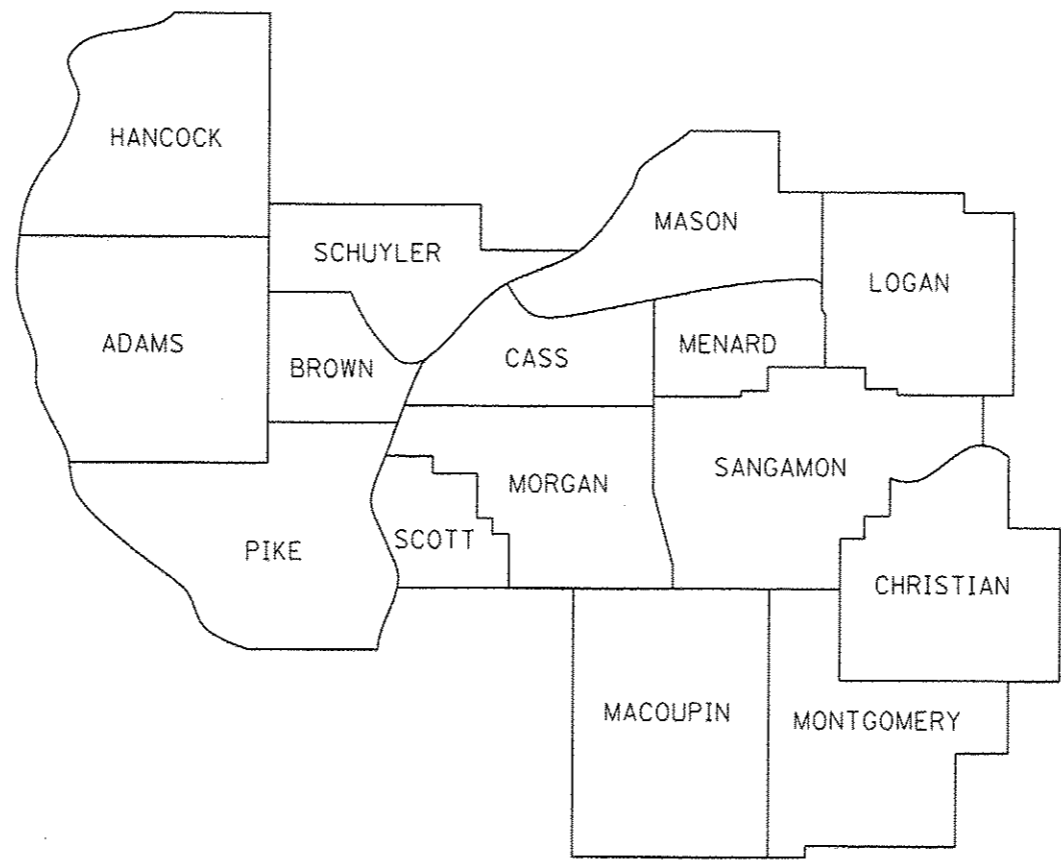 HANCOCK
MASON
SCHUYLER
LOGAN
ADAMS
MENARD
CASS
BROWN
SANGAMON
MORGAN
SCOTT
PIKE
CHRISTIAN
MACOUPIN
MONTGOMERY